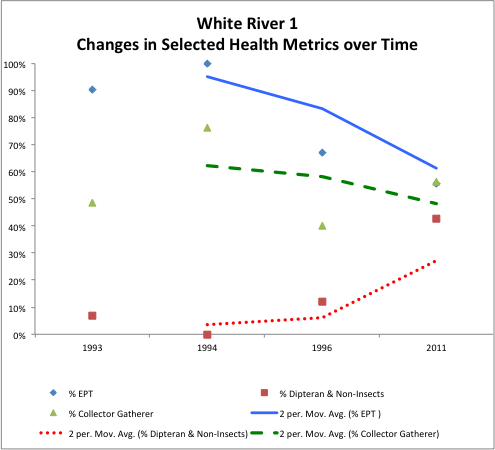 White River 1
Changes in Selected Health Metrics over Time
100%
90%
80%
70%
60%
50%
40%
30%
20%
10%
0%
1993 1994 1996 2011
% EPT % Dipteran & Non-Insects
% Collector Gatherer 2 per. Mov. Avg. (% EPT )
2 per. Mov. Avg. (% Dipteran & Non-Insects) 2 per. Mov. Avg. (% Collector Gatherer)